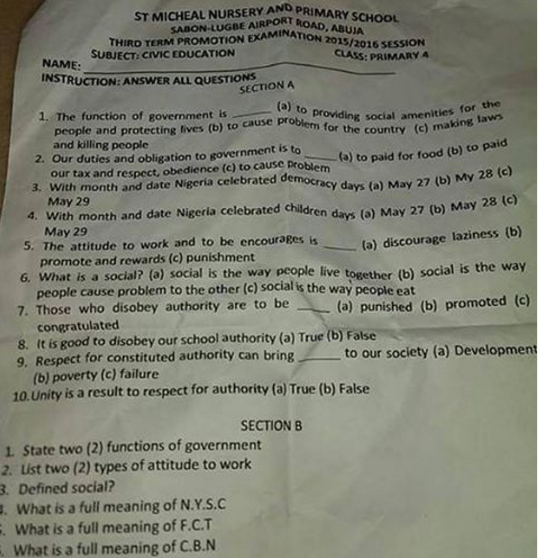 ST MICHEAL NURSERY AND PRIMARY SCHOOL
SABON-LUGBE AIRPORT ROAD, ABUJA
THIRD TERM PROMOTION EXAMINATION 2015/2016 SESSION
SUBJECT: CIVIC EDUCATION CLASS: PRIMARY 4
NAME:
INSTRUCTION: ANSWER ALL QUESTIONS
SECTION A
1. The function of government is ______ (a) to providing social amenities for the
people and protecting lives (b) to cause problem for the country (c) making laws
and killing people
2. Our duties and obligation to government is to ______ (a) to paid for food (b) to paid
our tax and respect, obedience (c) to cause problem
3. With month and date Nigeria celebrated democracy days (a) May 27 (b) My 28 (c)
May 29
4. With month and date Nigeria celebrated children days (a) May 27 (b) May 28 (c)
May 29
5. The attitude to work and to be encourages is ______ (a) discourage laziness (b)
promote and rewards (c) punishment
6. What is a social? (a) social is the way people live together (b) social is the way
people cause problem to the other (c) social is the way people eat
7. Those who disobey authority are to be ______ (a) punished (b) promoted (c)
congratulated
8. It is good to disobey our school authority (a) True (b) False
9. Respect for constituted authority can bring ______ to our society (a) Development
(b) poverty (c) failure
10. Unity is a result to respect for authority (a) True (b) False
SECTION B
1. State two (2) functions of government
2. List two (2) types of attitude to work
3. Defined social?
. What is a full meaning of N.Y.S.C
. What is a full meaning of F.C.T
. What is a full meaning of C.B.N